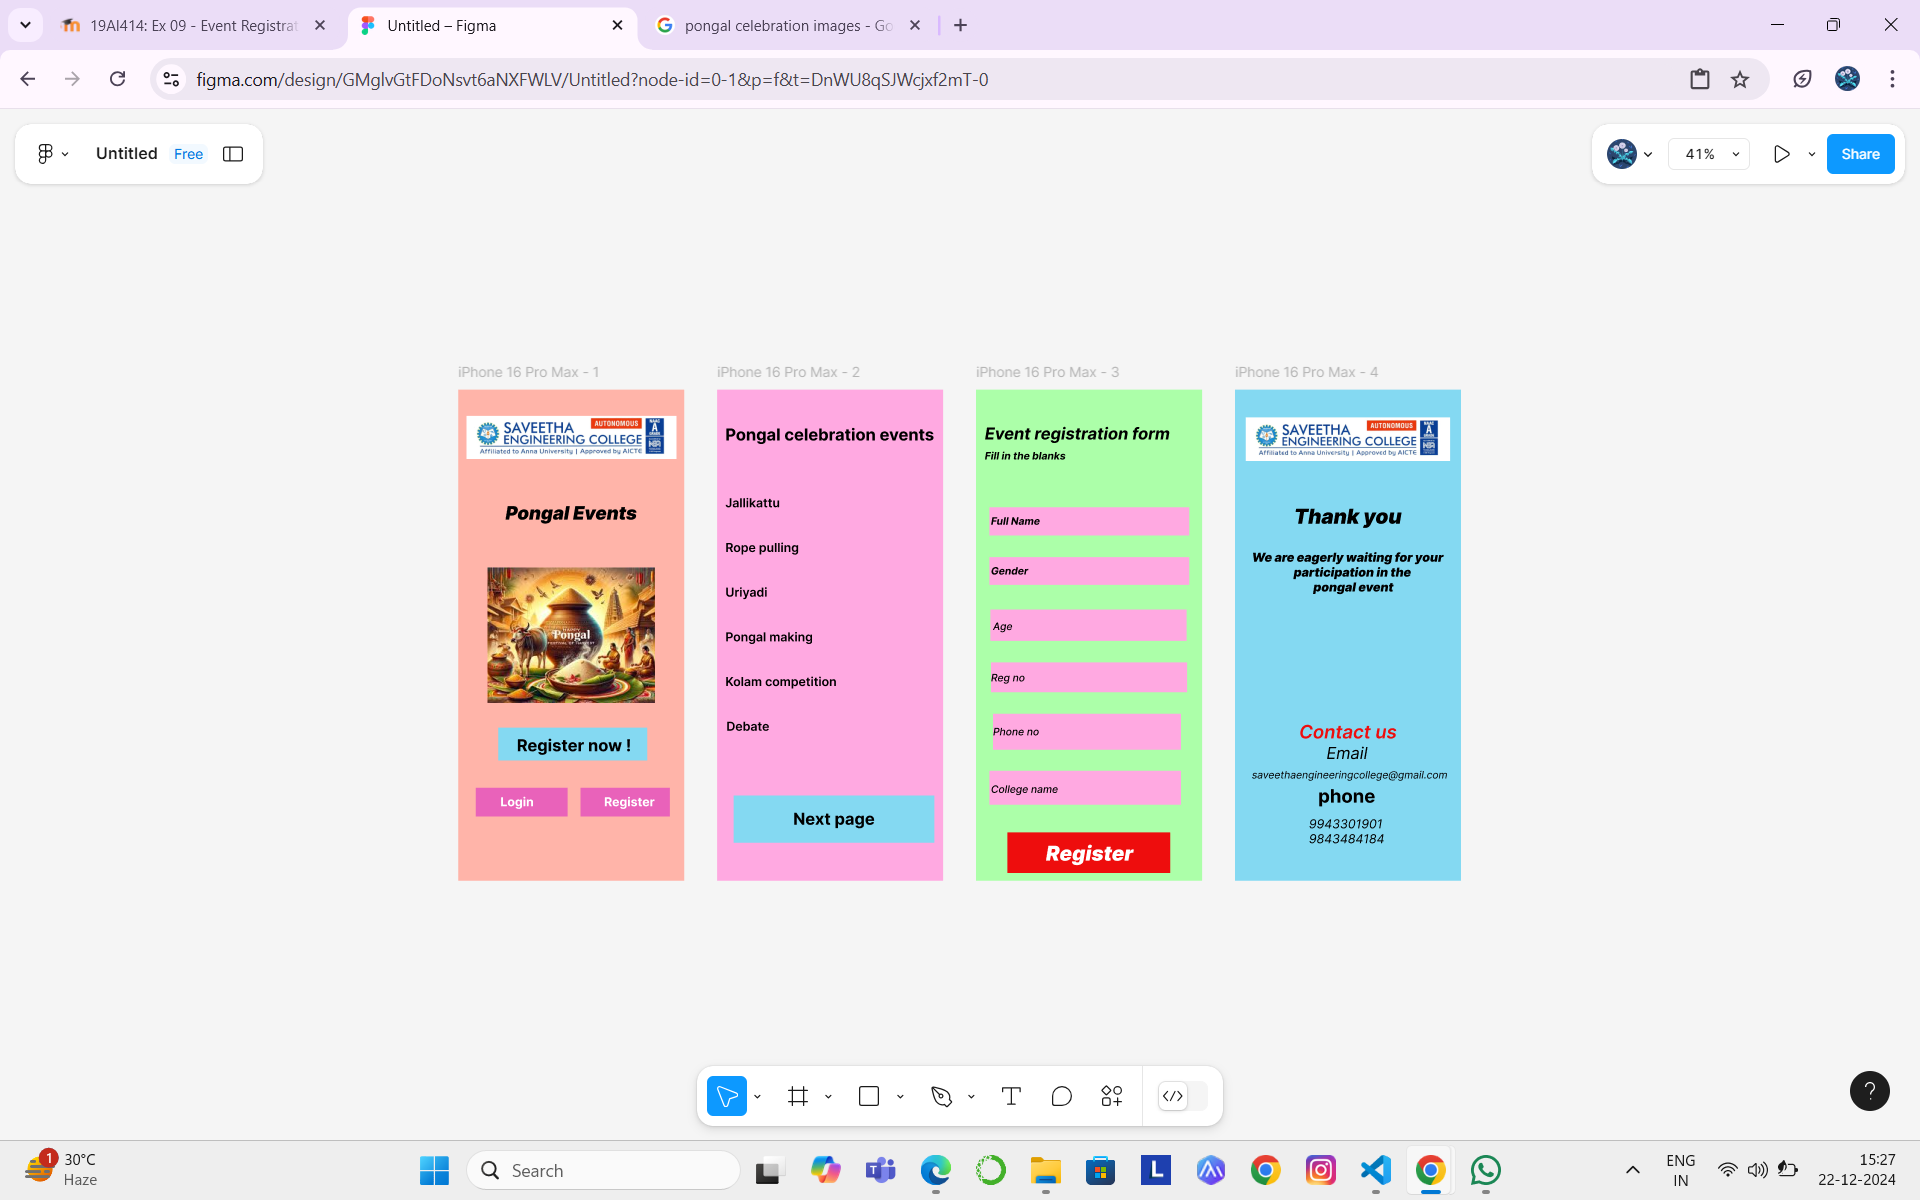 19AI414: Ex 09 - Event Registrat
Untitled – Figma
pongal celebration images - Go
figma.com/design/GMglvGtFDoNsvt6aNXFWLV/Untitled?node-id=0-1&p=f&t=DnWU8qSJWcjxf2mT-0
Untitled
Free
41%
Share
iPhone 16 Pro Max - 1
SAVEETHA
AUTONOMOUS
ENGINEERING COLLEGE
Affiliated to Anna University | Approved by AICTE
NAAC
A
Pongal Events
Pongal
Register now !
Login
Register
iPhone 16 Pro Max - 2
Pongal celebration events
Jallikattu
Rope pulling
Uriyadi
Pongal making
Kolam competition
Debate
Next page
iPhone 16 Pro Max - 3
Event registration form
Fill in the blanks
Full Name
Gender
Age
Reg no
Phone no
College name
Register
iPhone 16 Pro Max - 4
SAVEETHA
AUTONOMOUS
ENGINEERING COLLEGE
Affiliated to Anna University | Approved by AICTE
NAAC
A
Thank you
We are eagerly waiting for your
participation in the
pongal event
Contact us
Email
saveethaengineeringcollege@gmail.com
phone
9943301901
9843484184
?
1
30°C
Haze
Search
L
ENG
IN
15:27
22-12-2024